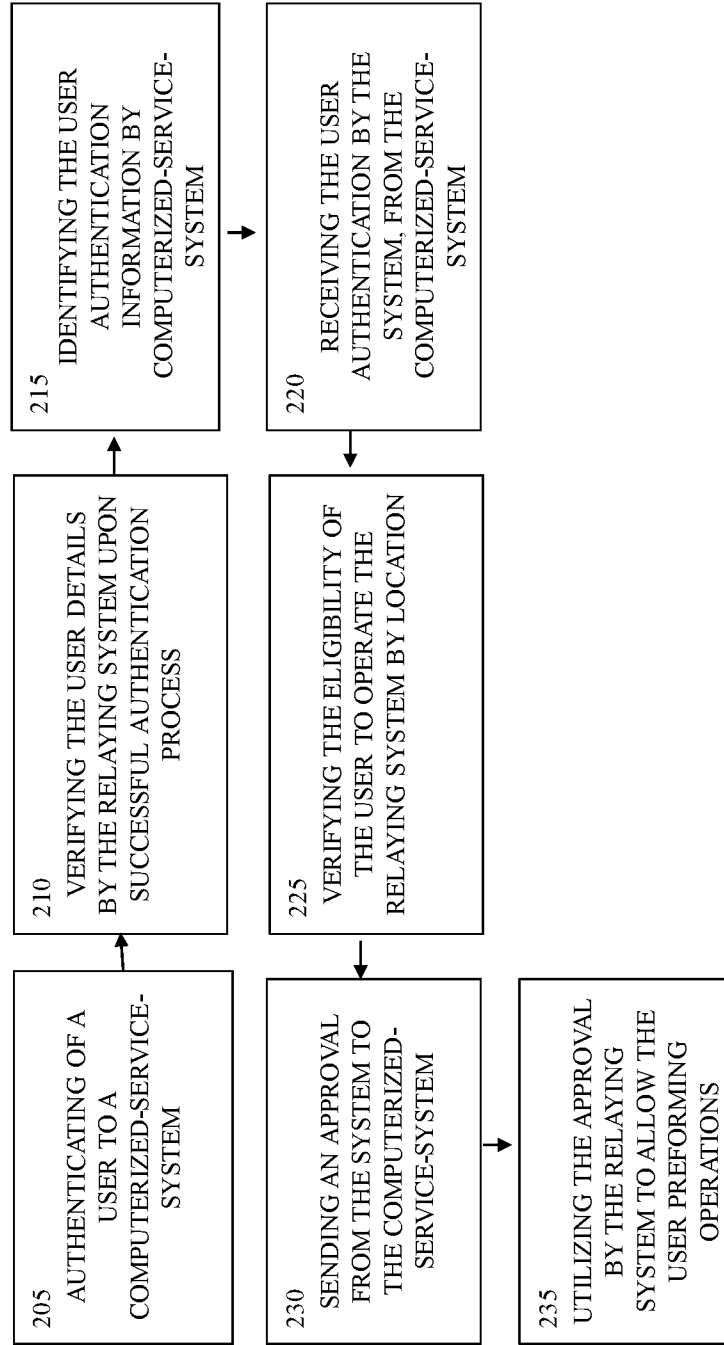 205
AUTHENTICATING OF A
USER TO A
COMPUTERIZED-SERVICE-
SYSTEM
210
VERIFYING THE USER DETAILS
BY THE RELAYING SYSTEM UPON
SUCCESSFUL AUTHENTICATION
PROCESS
215
IDENTIFYING THE USER
AUTHENTICATION
INFORMATION BY
COMPUTERIZED-SERVICE-
SYSTEM
220
RECEIVING THE USER
AUTHENTICATION BY THE
SYSTEM, FROM THE
COMPUTERIZED-SERVICE-
SYSTEM
225
VERIFYING THE ELIGIBILITY OF
THE USER TO OPERATE THE
RELAYING SYSTEM BY LOCATION
230
SENDING AN APPROVAL
FROM THE SYSTEM TO
THE COMPUTERIZED-
SERVICE-SYSTEM
235
UTILIZING THE APPROVAL
BY THE RELAYING
SYSTEM TO ALLOW THE
USER PREFORMING
OPERATIONS